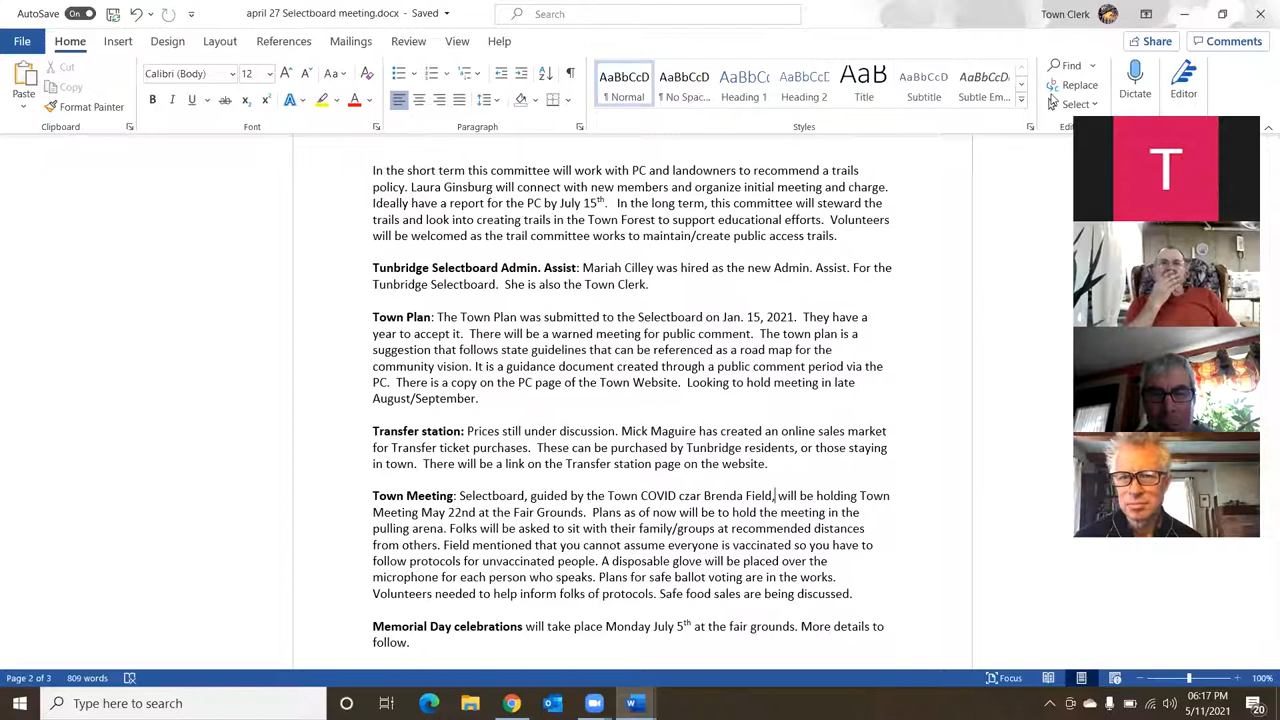 AutoSave On april 27 Selectboard meeting.docx - Saved Search Town Clerk
File Home Insert Design Layout References Mailings Review View Help Share Comments
Paste Cut Copy Format Painter Clipboard
Calibri (Body) 12 Font
Paragraph
AaBbCcD AaBbCcD AaBbCcD AaBbCcD AaB AaBbCcD AaBbCcD
¶ Normal ¶ No Spac... Heading 1 Heading 2 Title Subtitle Subtle Em...
Styles
Find Replace Select
Dictate Editor
T
In the short term this committee will work with PC and landowners to recommend a trails
policy. Laura Ginsburg will connect with new members and organize initial meeting and charge.
Ideally have a report for the PC by July 15th. In the long term, this committee will steward the
trails and look into creating trails in the Town Forest to support educational efforts. Volunteers
will be welcomed as the trail committee works to maintain/create public access trails.
Tunbridge Selectboard Admin. Assist: Mariah Cilley was hired as the new Admin. Assist. For the
Tunbridge Selectboard. She is also the Town Clerk.
Town Plan: The Town Plan was submitted to the Selectboard on Jan. 15, 2021. They have a
year to accept it. There will be a warned meeting for public comment. The town plan is a
suggestion that follows state guidelines that can be referenced as a road map for the
community vision. It is a guidance document created through a public comment period via the
PC. There is a copy on the PC page of the Town Website. Looking to hold meeting in late
August/September.
Transfer station: Prices still under discussion. Mick Maguire has created an online sales market
for Transfer ticket purchases. These can be purchased by Tunbridge residents, or those staying
in town. There will be a link on the Transfer station page on the website.
Town Meeting: Selectboard, guided by the Town COVID czar Brenda Field, will be holding Town
Meeting May 22nd at the Fair Grounds. Plans as of now will be to hold the meeting in the
pulling arena. Folks will be asked to sit with their family/groups at recommended distances
from others. Field mentioned that you cannot assume everyone is vaccinated so you have to
follow protocols for unvaccinated people. A disposable glove will be placed over the
microphone for each person who speaks. Plans for safe ballot voting are in the works.
Volunteers needed to help inform folks of protocols. Safe food sales are being discussed.
Memorial Day celebrations will take place Monday July 5th at the fair grounds. More details to
follow.
Page 2 of 3 809 words Focus 100%
Type here to search 06:17 PM
5/11/2021 20